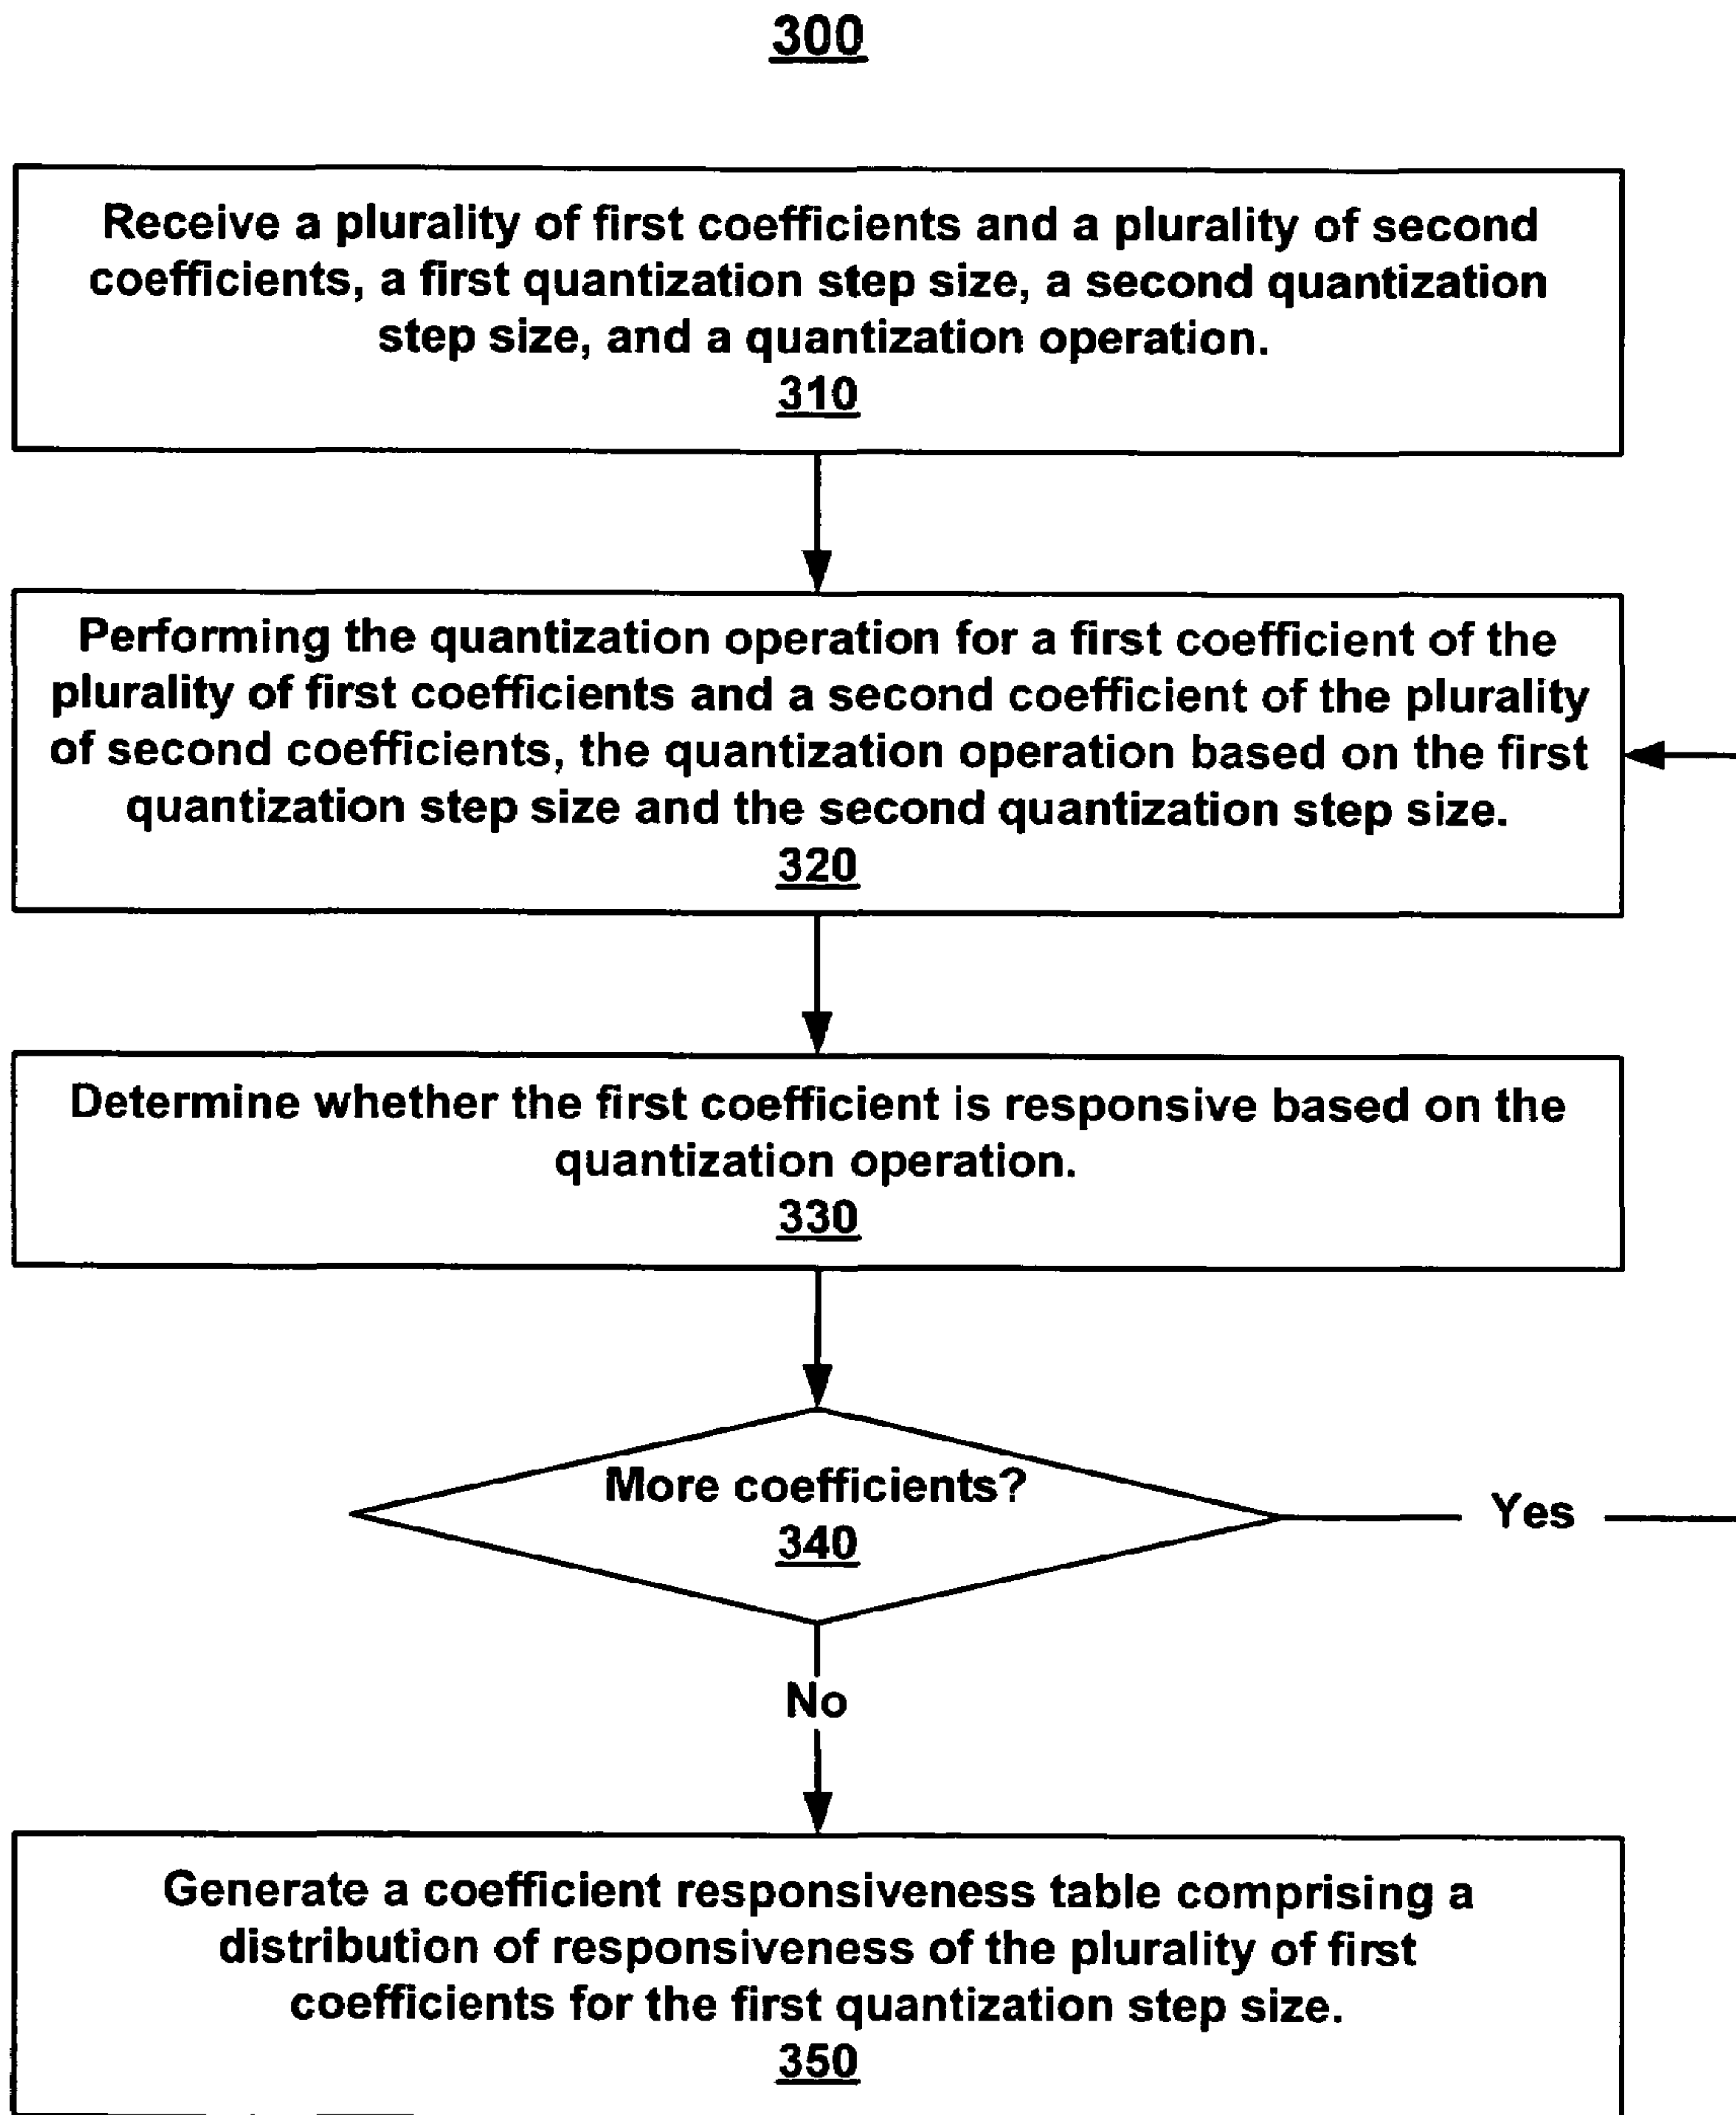 300
Receive a plurality of first coefficients and a plurality of second
coefficients, a first quantization step size, a second quantization
step size, and a quantization operation.
310
Performing the quantization operation for a first coefficient of the
plurality of first coefficients and a second coefficient of the plurality
of second coefficients, the quantization operation based on the first
quantization step size and the second quantization step size.
320
Determine whether the first coefficient is responsive based on the
quantization operation.
330
More coefficients?
340
Yes
No
Generate a coefficient responsiveness table comprising a
distribution of responsiveness of the plurality of first
coefficients for the first quantization step size.
350